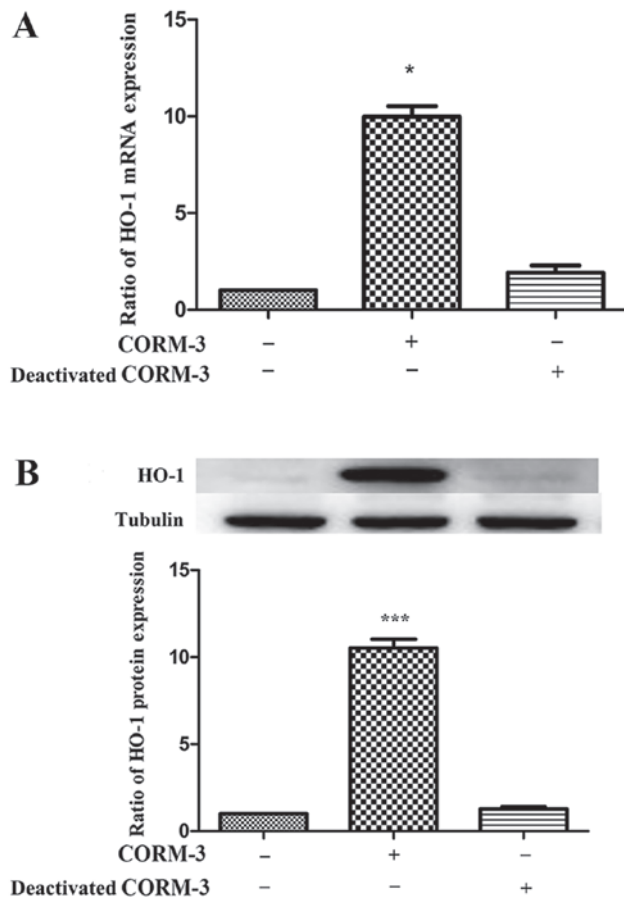 A
Ratio of HO-1 mRNA expression
15
10
5
0
*
CORM-3 – + –
Deactivated CORM-3 – – +
B
HO-1
Tubulin
Ratio of HO-1 protein expression
15
10
5
0
***
CORM-3 – + –
Deactivated CORM-3 – – +